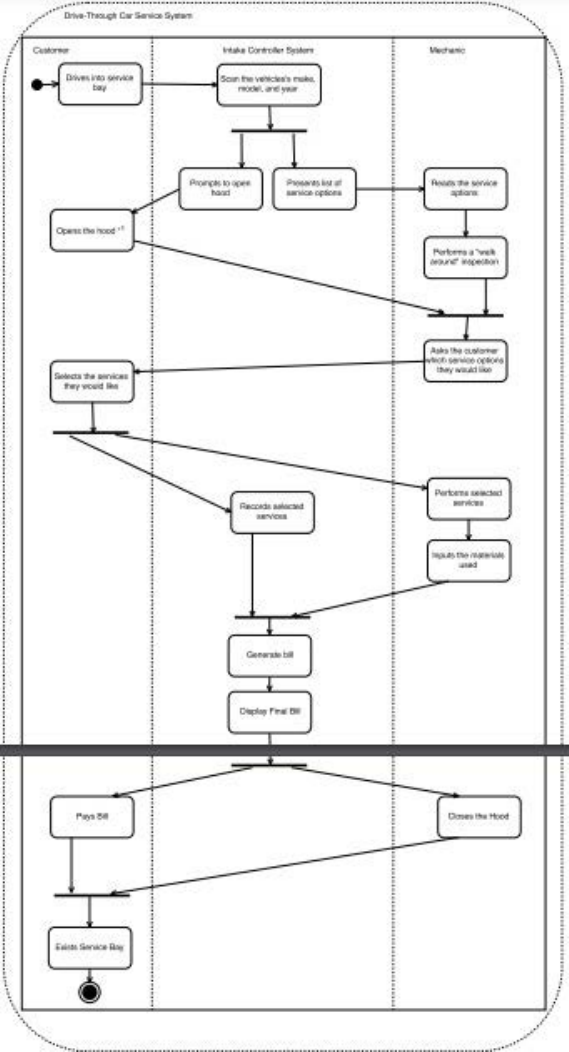 Drive-Through Car Service System
Customer
Intake Controller System
Mechanic
Drives into service
bay
Scan the vehicles's make,
model, and year
Prompts to open
hood
Presents list of
service options
Reads the service
options
Opens the hood
Performs a "walk
around" inspection
Asks the customer
which service options
they would like
Selects the services
they would like
Performs selected
services
Records selected
services
Inputs the materials
used
Generate bill
Display Final Bill
Pays Bill
Closes the Hood
Exists Service Bay